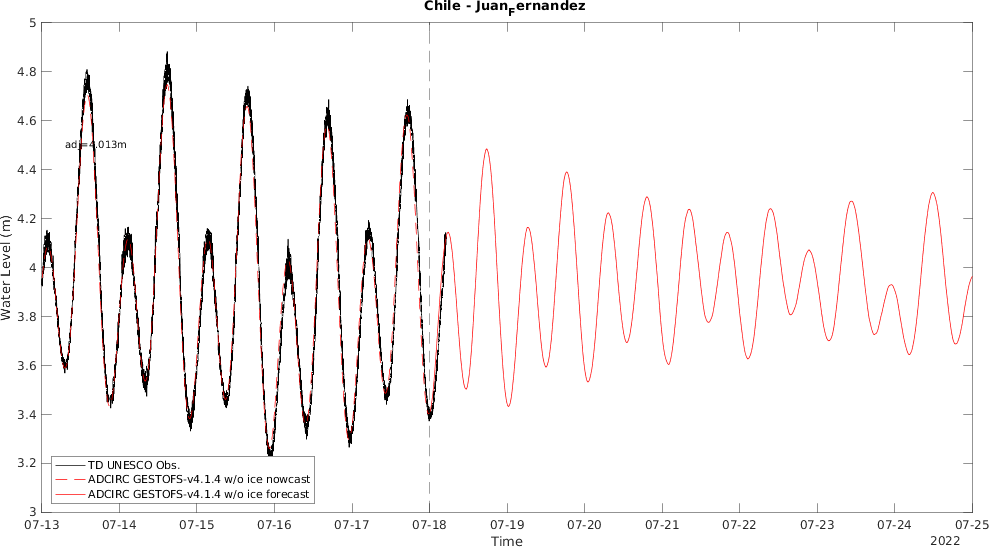 Chile - Juan_Fernandez
5
4.8
4.6
4.4
4.2
4
3.8
3.6
3.4
3.2
3
Water Level (m)
adj=4.013m
TD UNESCO Obs.
ADCIRC GESTOFS-v4.1.4 w/o ice nowcast
ADCIRC GESTOFS-v4.1.4 w/o ice forecast
07-13 07-14 07-15 07-16 07-17 07-18 07-19 07-20 07-21 07-22 07-23 07-24 07-25
Time
2022